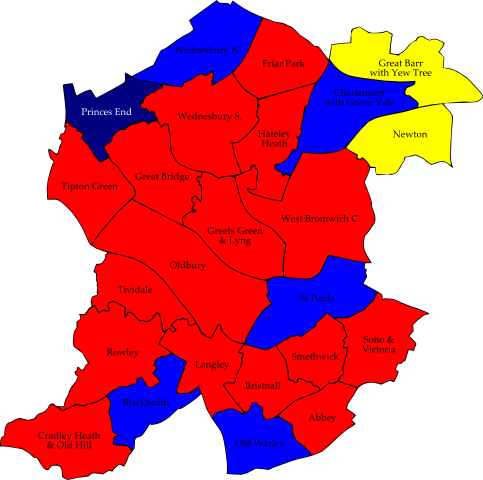 Wednesbury N.
Friar Park
Great Barr
with Yew Tree
Charlemont
with Grove Vale
Princes End
Wednesbury S.
Hateley
Heath
Newton
Tipton Green
Great Bridge
Greets Green
& Lyng
West Bromwich C.
Oldbury
Tividale
St Pauls
Rowley
Langley
Smethwick
Soho &
Victoria
Bristnall
Blackheath
Abbey
Cradley Heath
& Old Hill
Old Warley